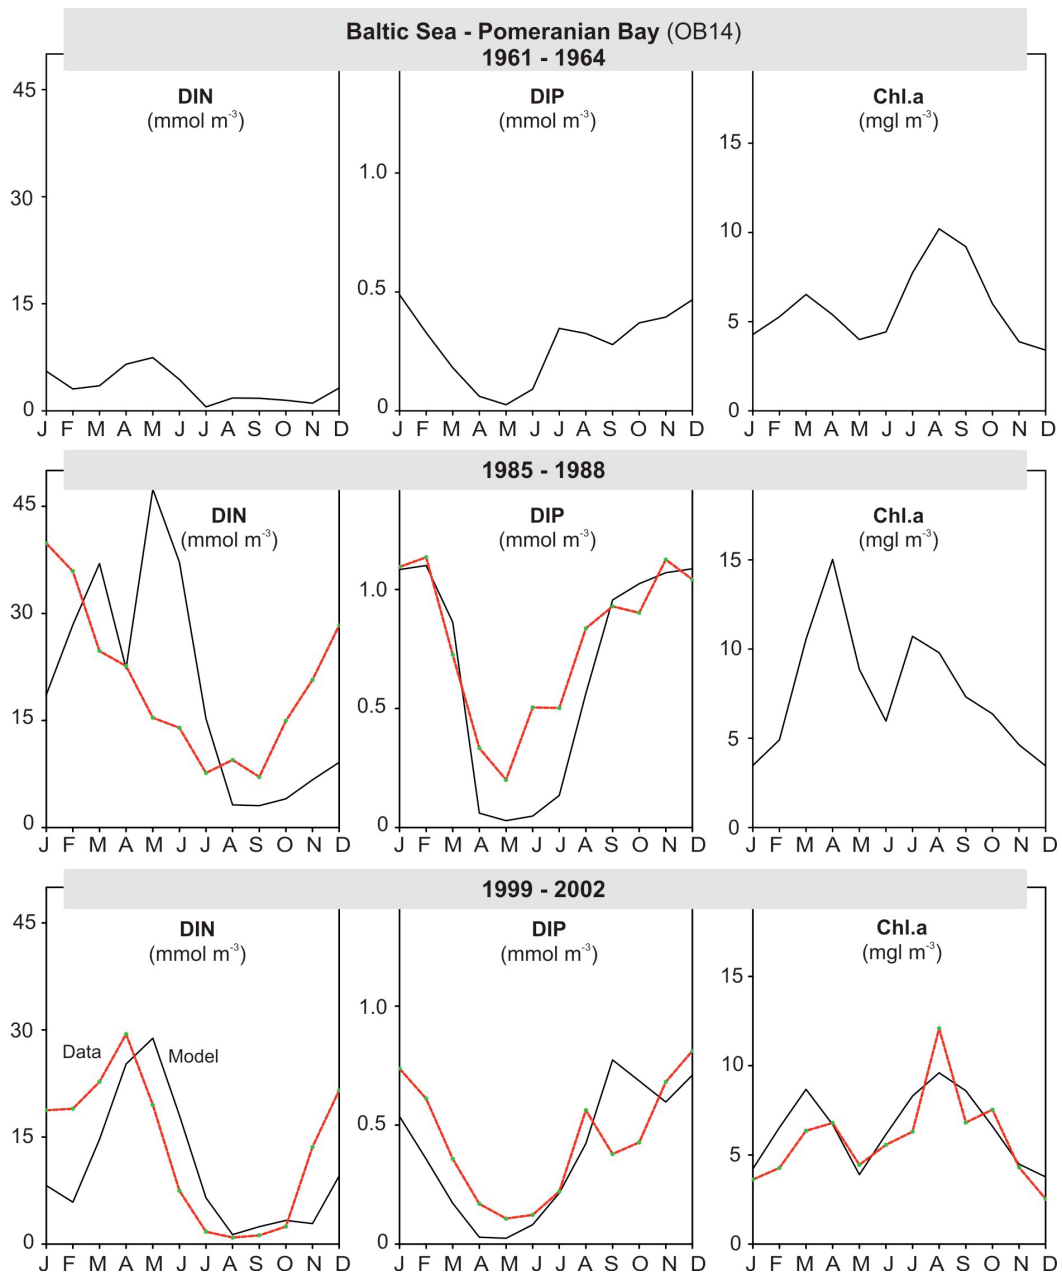 Baltic Sea - Pomeranian Bay (OB14)
1961 - 1964
DIN
(mmol m⁻³)
45
30
15
0
J F M A M J J A S O N D
DIP
(mmol m⁻³)
1.0
0.5
0
J F M A M J J A S O N D
Chl.a
(mgl m⁻³)
15
10
5
0
J F M A M J J A S O N D
1985 - 1988
DIN
(mmol m⁻³)
45
30
15
0
J F M A M J J A S O N D
DIP
(mmol m⁻³)
1.0
0.5
0
J F M A M J J A S O N D
Chl.a
(mgl m⁻³)
15
10
5
0
J F M A M J J A S O N D
1999 - 2002
DIN
(mmol m⁻³)
45
30
15
0
Data
Model
J F M A M J J A S O N D
DIP
(mmol m⁻³)
1.0
0.5
0
J F M A M J J A S O N D
Chl.a
(mgl m⁻³)
15
10
5
0
J F M A M J J A S O N D